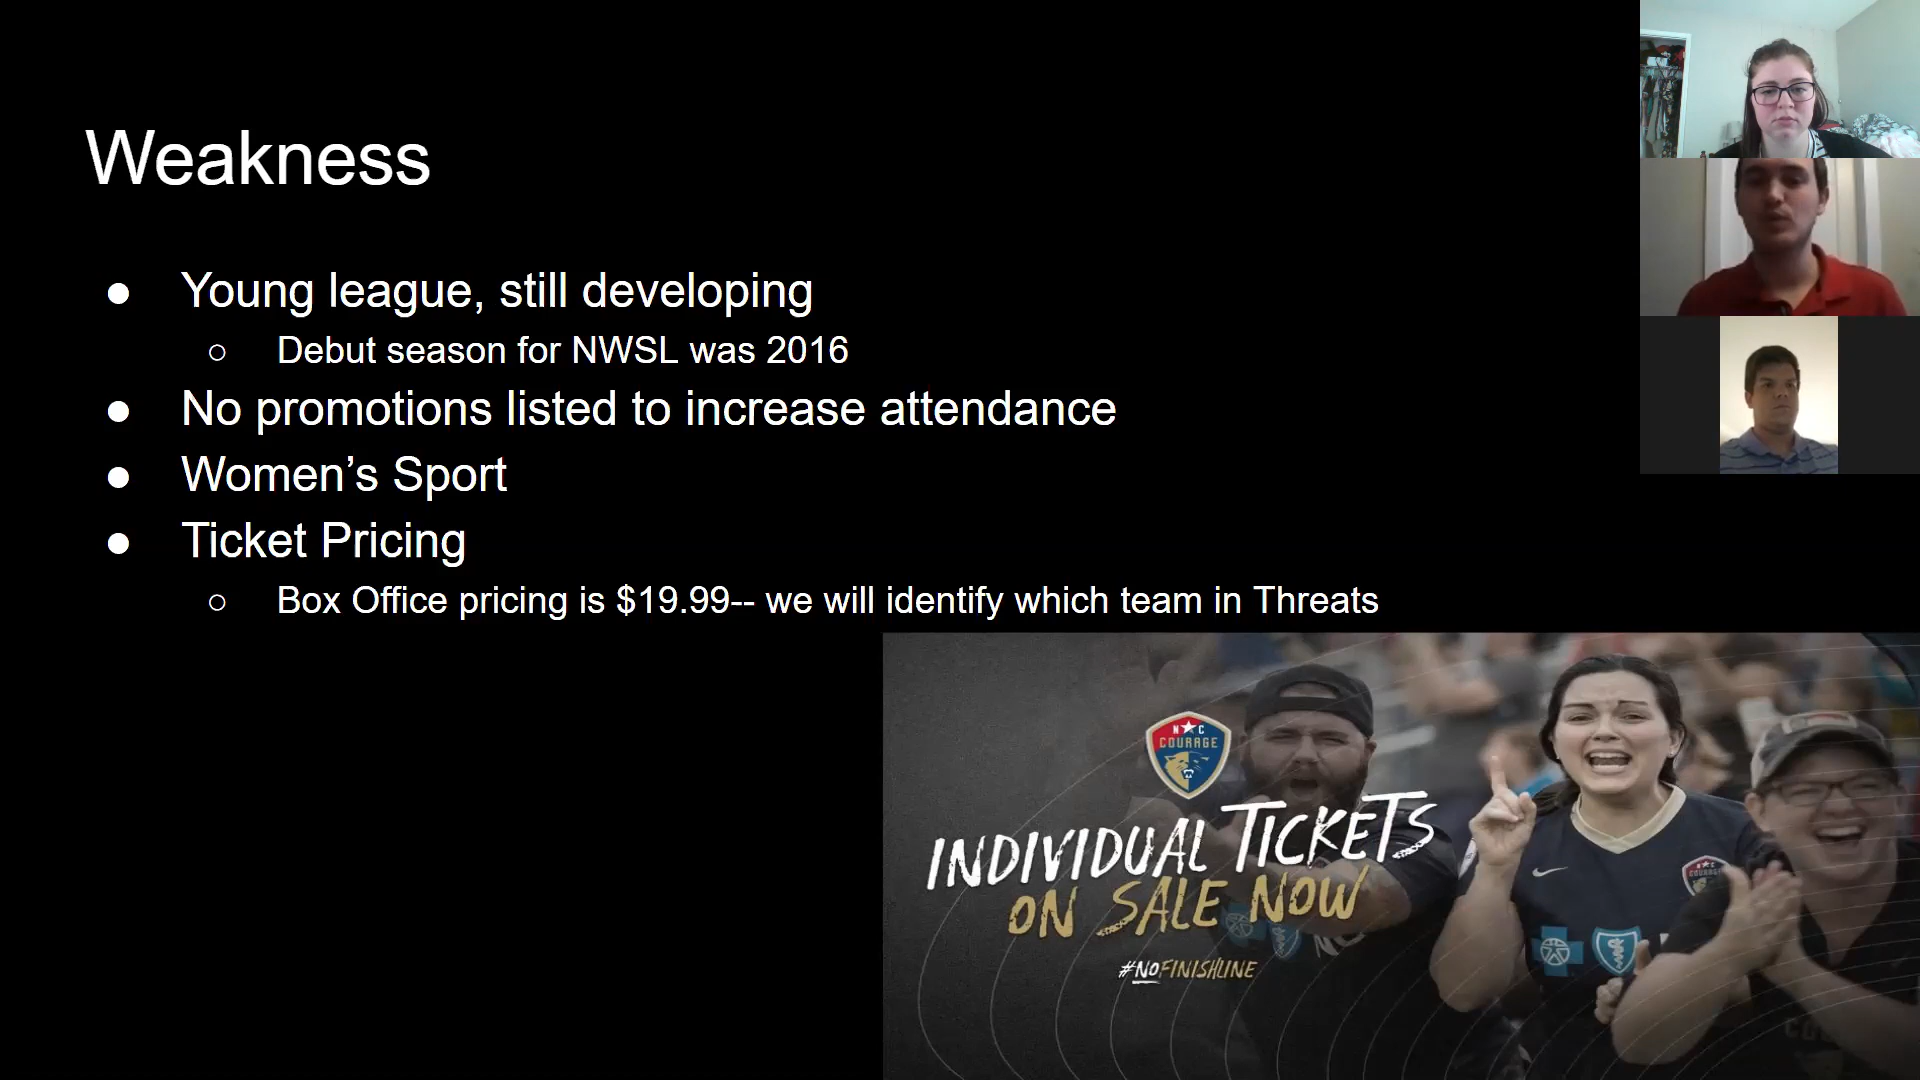 Weakness
● Young league, still developing
○ Debut season for NWSL was 2016
● No promotions listed to increase attendance
● Women’s Sport
● Ticket Pricing
○ Box Office pricing is $19.99-- we will identify which team in Threats
N C
COURAGE
INDIVIDUAL TICKETS
ON SALE NOW
#NOFINISHLINE
N C
COURAGE